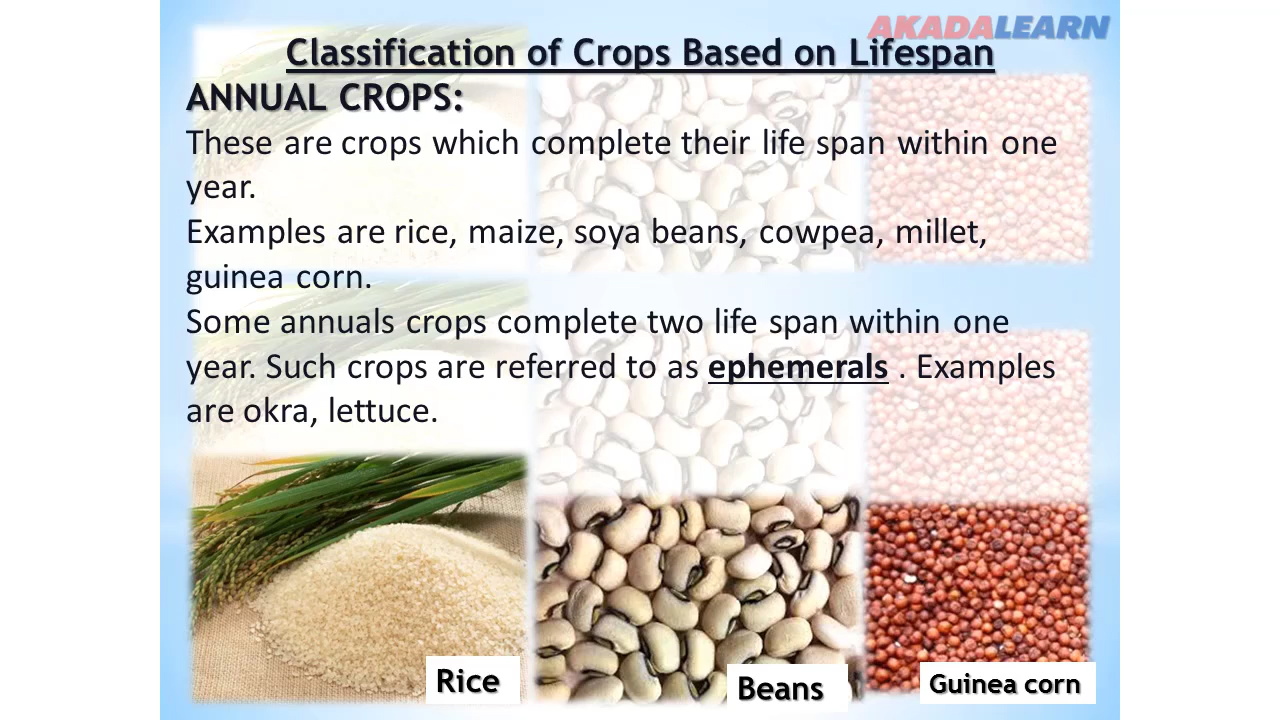 AKADALEARN
Classification of Crops Based on Lifespan
ANNUAL CROPS:
These are crops which complete their life span within one
year.
Examples are rice, maize, soya beans, cowpea, millet,
guinea corn.
Some annuals crops complete two life span within one
year. Such crops are referred to as ephemerals . Examples
are okra, lettuce.
Rice
Beans
Guinea corn